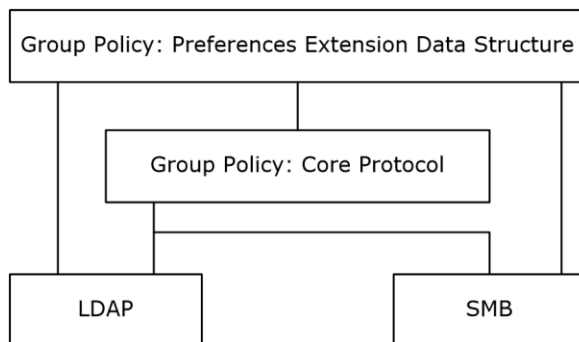 Group Policy: Preferences Extension Data Structure
Group Policy: Core Protocol
LDAP
SMB